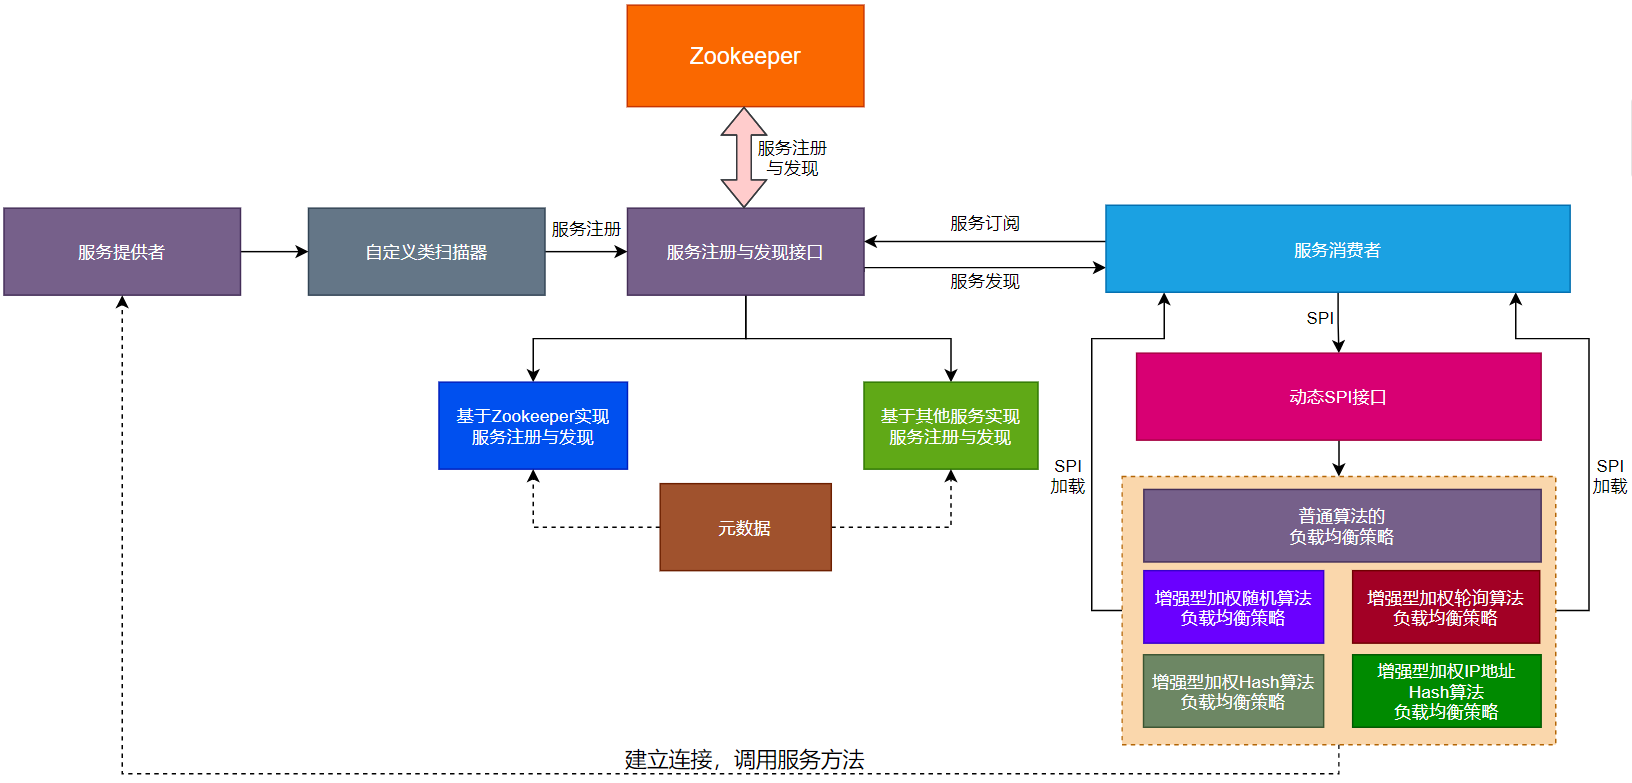 Zookeeper
服务注册
与发现
服务提供者
自定义类扫描器
服务注册
服务注册与发现接口
服务订阅
服务发现
服务消费者
SPI
动态SPI接口
基于Zookeeper实现
服务注册与发现
基于其他服务实现
服务注册与发现
元数据
SPI
加载
SPI
加载
普通算法的
负载均衡策略
增强型加权随机算法
负载均衡策略
增强型加权轮询算法
负载均衡策略
增强型加权Hash算法
负载均衡策略
增强型加权IP地址
Hash算法
负载均衡策略
建立连接，调用服务方法